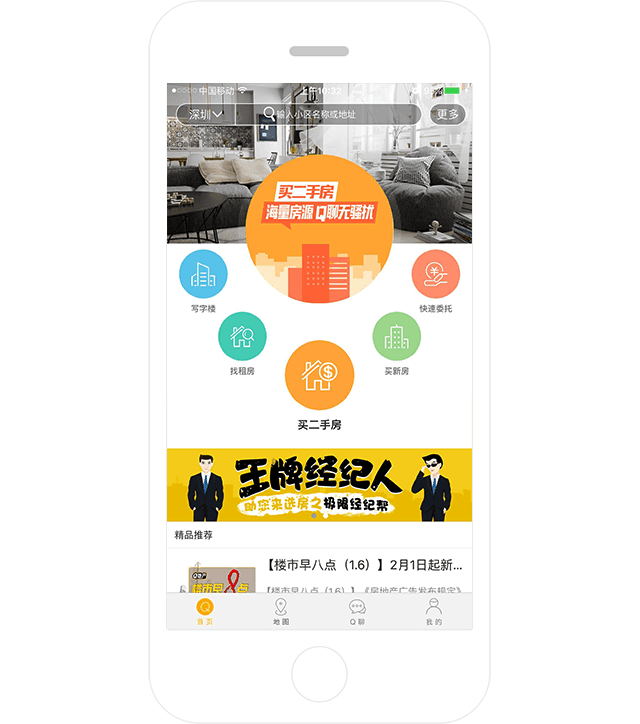 中国移动
上午10:32
深圳
输入小区名称或地址
更多
买二手房
海量房源 Q聊无骚扰
写字楼
快速委托
找租房
买新房
买二手房
王牌经纪人
助您来选房之极限经纪帮
精品推荐
【楼市早八点（1.6）】2月1日起新...
楼市早 点
【楼市早八点（1.6）】《房地产广告发布规定》
Q
首页
地图
Q聊
我的